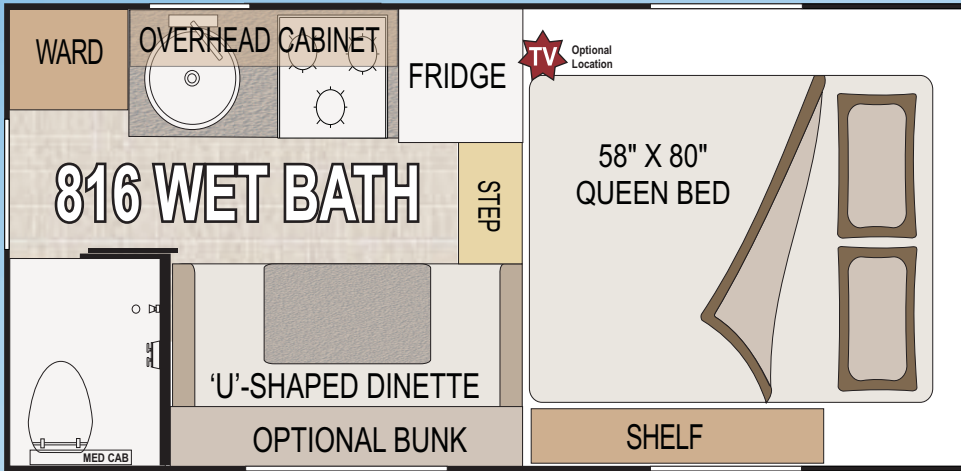 WARD
OVERHEAD CABINET
FRIDGE
TV
Optional
Location
58" X 80"
QUEEN BED
816 WET BATH
STEP
'U'-SHAPED DINETTE
OPTIONAL BUNK
SHELF
MED CAB